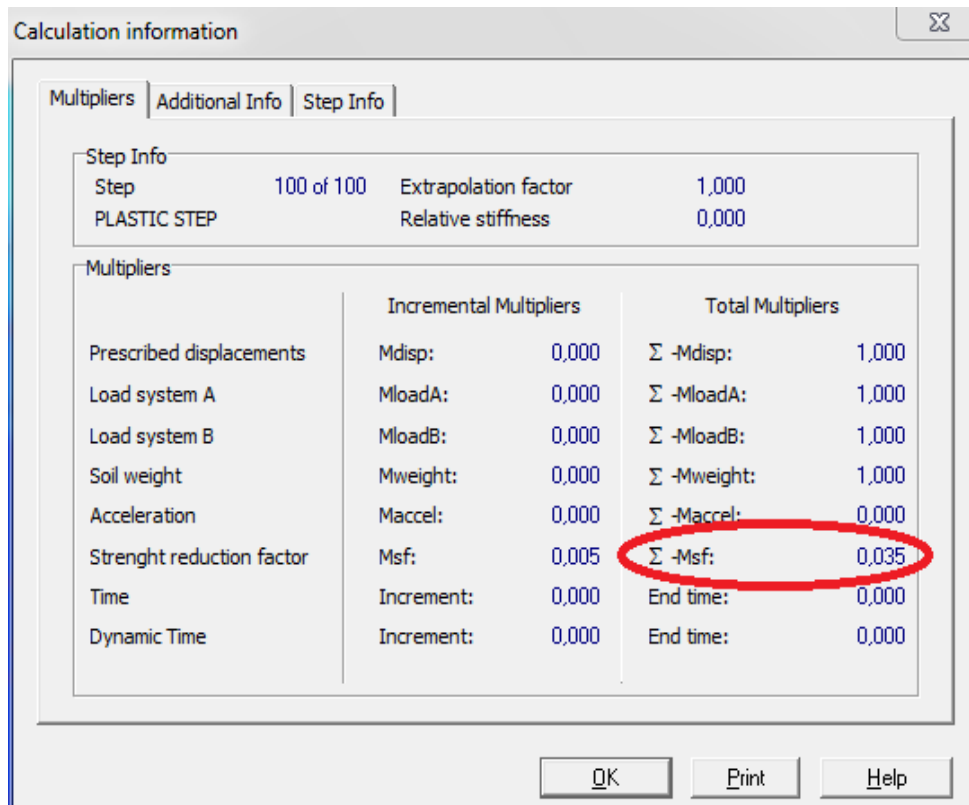 Calculation information
Multipliers Additional Info Step Info
Step Info
Step 100 of 100 Extrapolation factor 1,000
PLASTIC STEP Relative stiffness 0,000
Multipliers
Incremental Multipliers Total Multipliers
Prescribed displacements Mdisp: 0,000 Σ -Mdisp: 1,000
Load system A MloadA: 0,000 Σ -MloadA: 1,000
Load system B MloadB: 0,000 Σ -MloadB: 1,000
Soil weight Mweight: 0,000 Σ -Mweight: 1,000
Acceleration Maccel: 0,000 Σ -Maccel: 0,000
Strenght reduction factor Msf: 0,005 Σ -Msf: 0,035
Time Increment: 0,000 End time: 0,000
Dynamic Time Increment: 0,000 End time: 0,000
OK Print Help